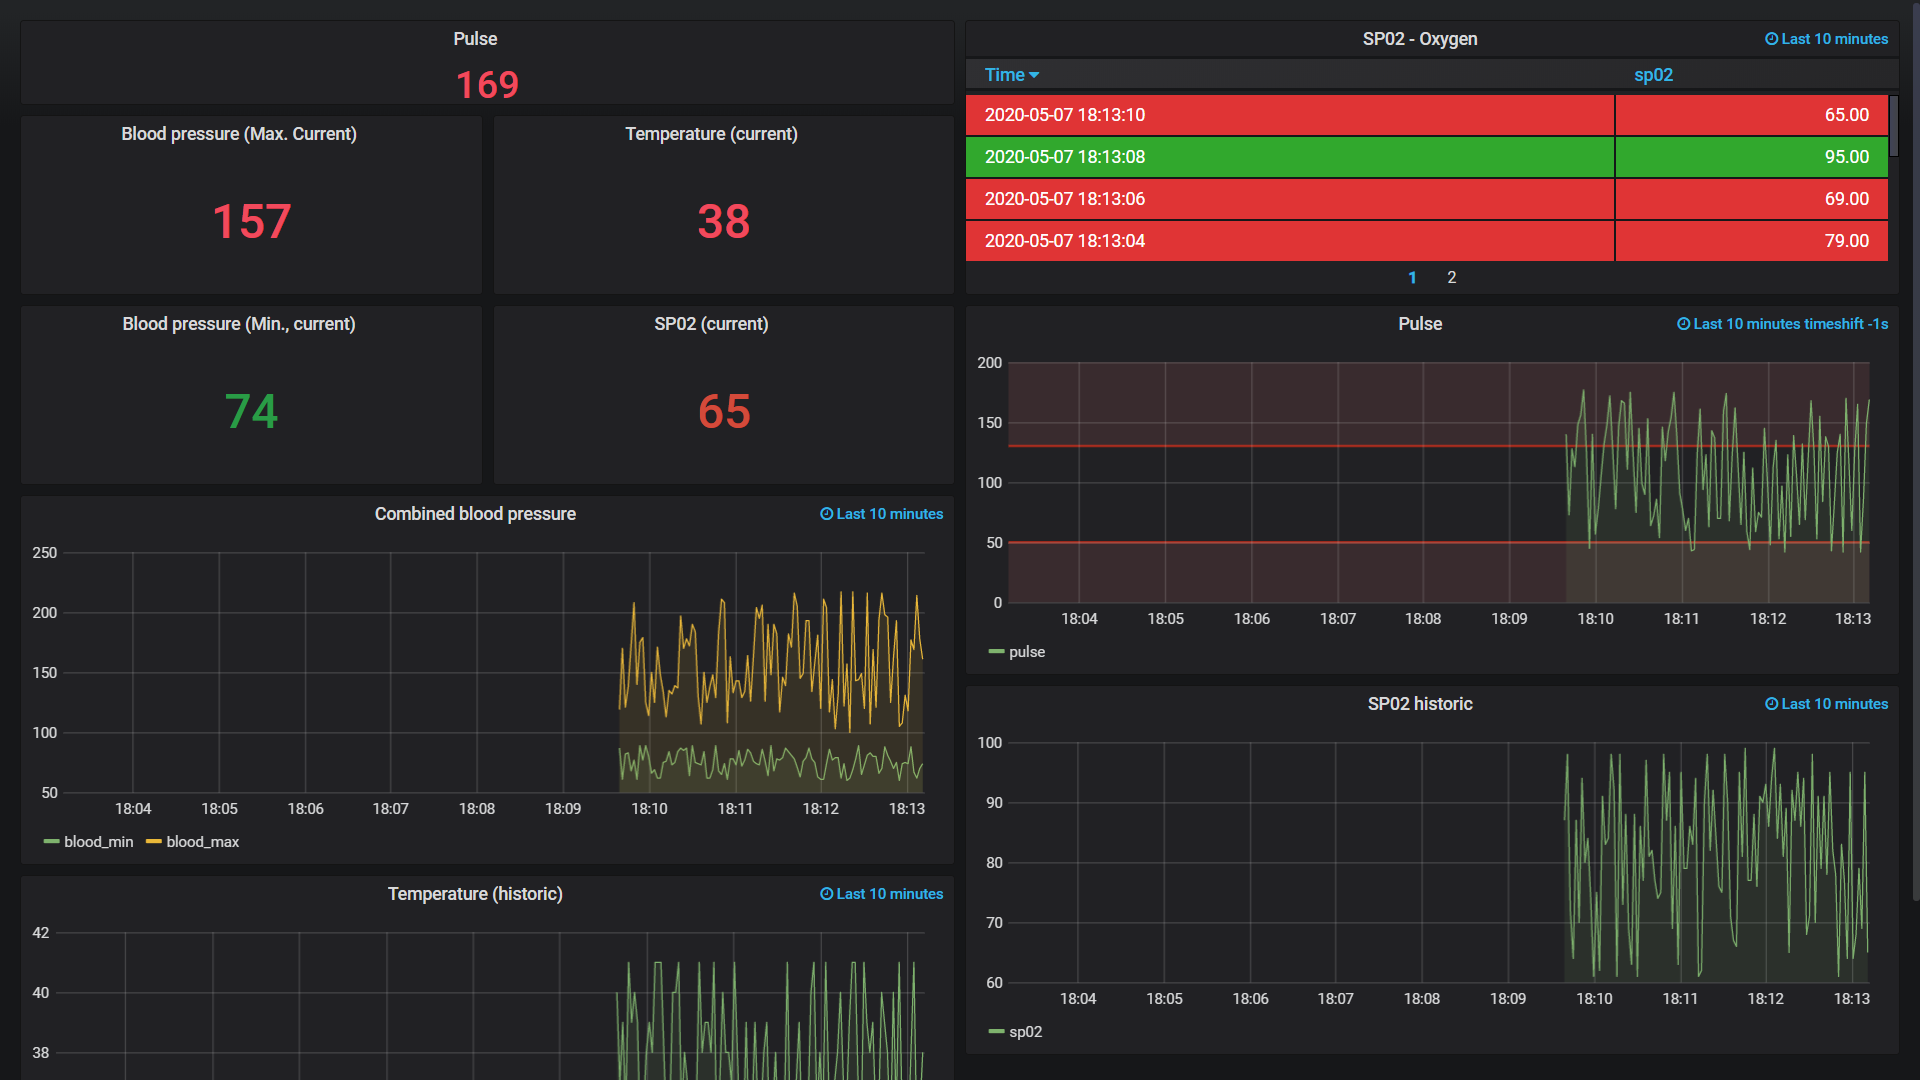 Pulse
169
Blood pressure (Max. Current)
157
Temperature (current)
38
Blood pressure (Min., current)
74
SP02 (current)
65
Combined blood pressure
Last 10 minutes
250
200
150
100
50
18:04 18:05 18:06 18:07 18:08 18:09 18:10 18:11 18:12 18:13
blood_min blood_max
Temperature (historic)
Last 10 minutes
42
40
38
SP02 - Oxygen
Last 10 minutes
Time sp02
2020-05-07 18:13:10 65.00
2020-05-07 18:13:08 95.00
2020-05-07 18:13:06 69.00
2020-05-07 18:13:04 79.00
1 2
Pulse
Last 10 minutes timeshift -1s
200
150
100
50
0
18:04 18:05 18:06 18:07 18:08 18:09 18:10 18:11 18:12 18:13
pulse
SP02 historic
Last 10 minutes
100
90
80
70
60
18:04 18:05 18:06 18:07 18:08 18:09 18:10 18:11 18:12 18:13
sp02